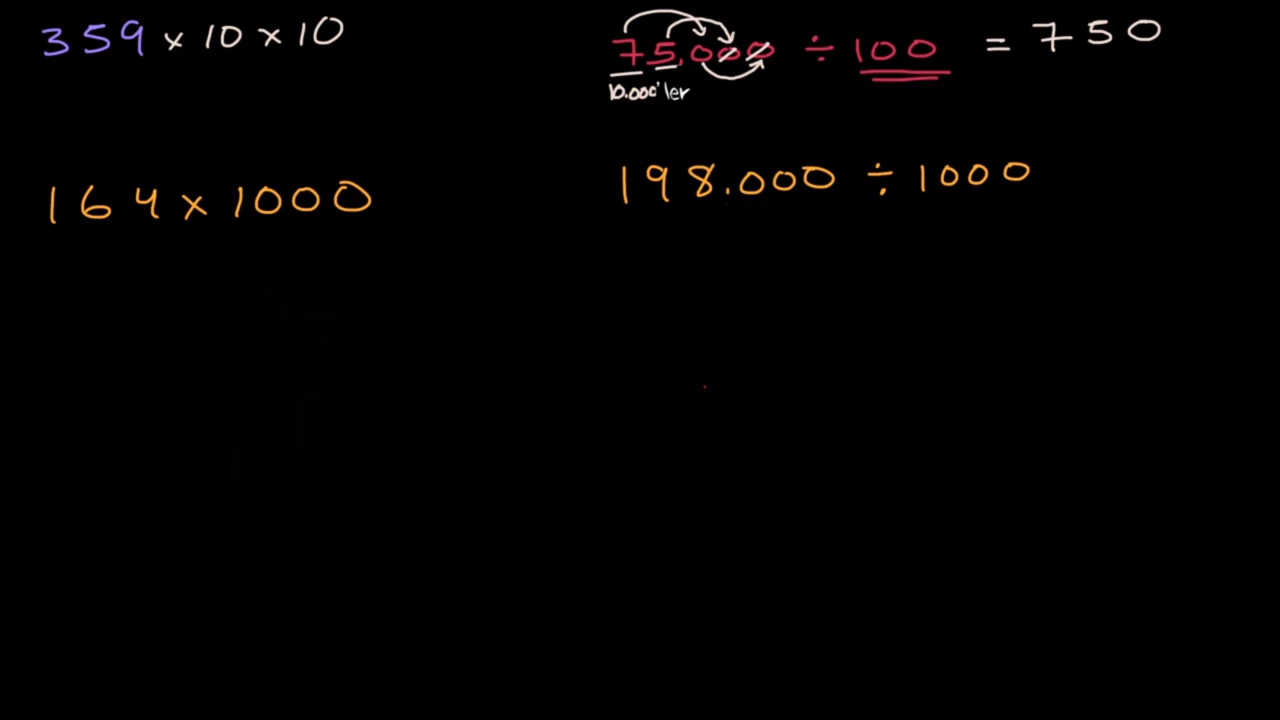 359 × 10 × 10
75.000 ÷ 100 = 750
10.000'ler
164 × 1000
198.000 ÷ 1000